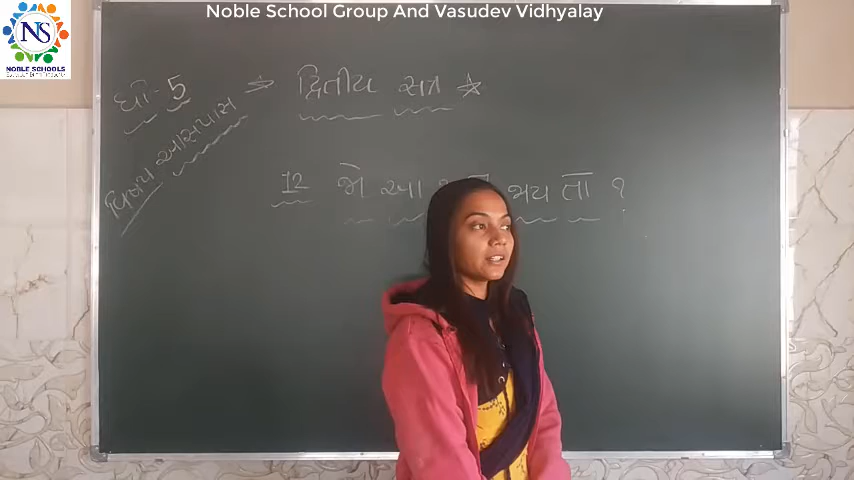 Noble School Group And Vasudev Vidhyalay
NS
NOBLE SCHOOLS
ધો - 5
વિષય આસપાસ
→ દ્વિતીય સત્ર ☆
12 જો આ થાય તો ?